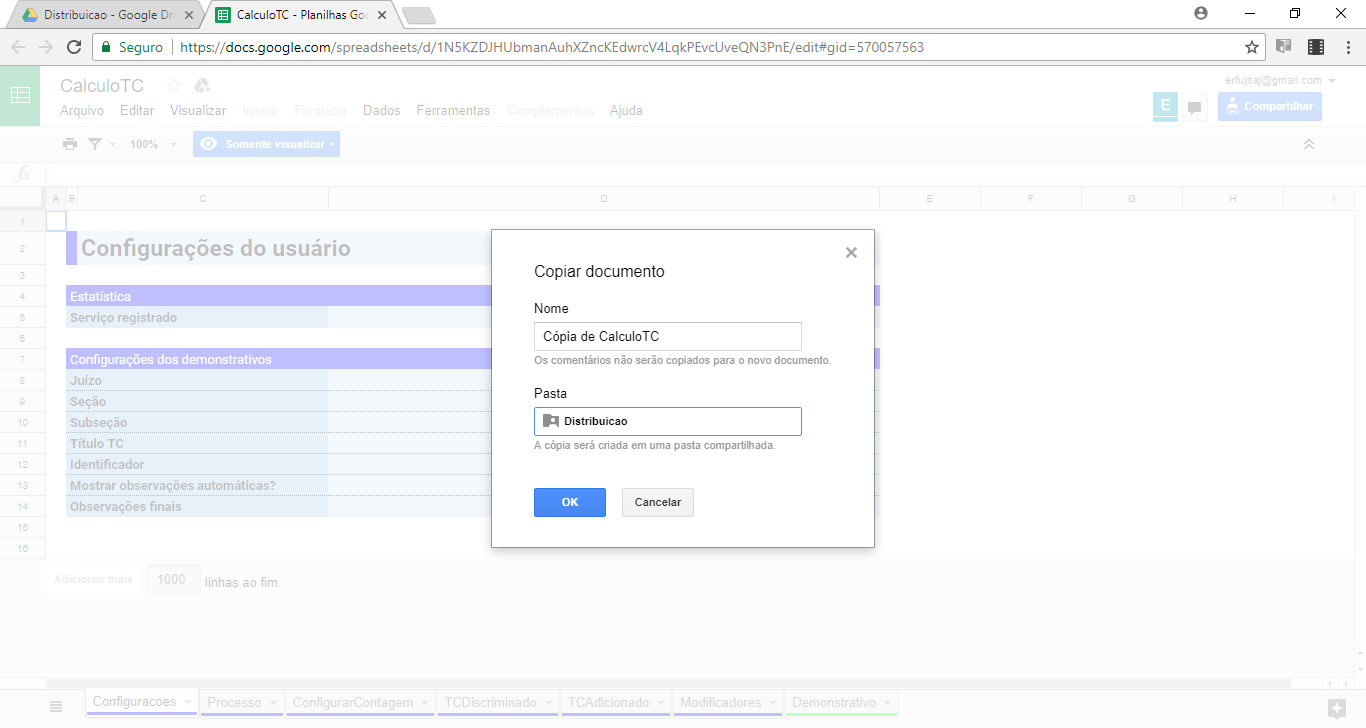 Distribuicao - Google Dr
CalculoTC - Planilhas Goo
Seguro
https://docs.google.com/spreadsheets/d/1N5KZDJHUbmanAuhXZncKEdwrcV4LqkPEvcUveQN3PnE/edit#gid=570057563
CalculoTC
erfujitaj@gmail.com
Arquivo Editar Visualizar Inserir Formatar Dados Ferramentas Complementos Ajuda
E
Compartilhar
100%
Somente visualizar
fx
A B C D E F G H I
1
2 Configurações do usuário
3
4 Estatística
5 Serviço registrado
6
7 Configurações dos demonstrativos
8 Juízo
9 Seção
10 Subseção
11 Título TC
12 Identificador
13 Mostrar observações automáticas?
14 Observações finais
15
16
Copiar documento
Nome
Cópia de CalculoTC
Os comentários não serão copiados para o novo documento.
Pasta
Distribuicao
A cópia será criada em uma pasta compartilhada.
OK Cancelar
Adicionar mais 1000 linhas ao fim.
Configuracoes Processo ConfigurarContagem TCDiscriminado TCAdicionado Modificadores Demonstrativo